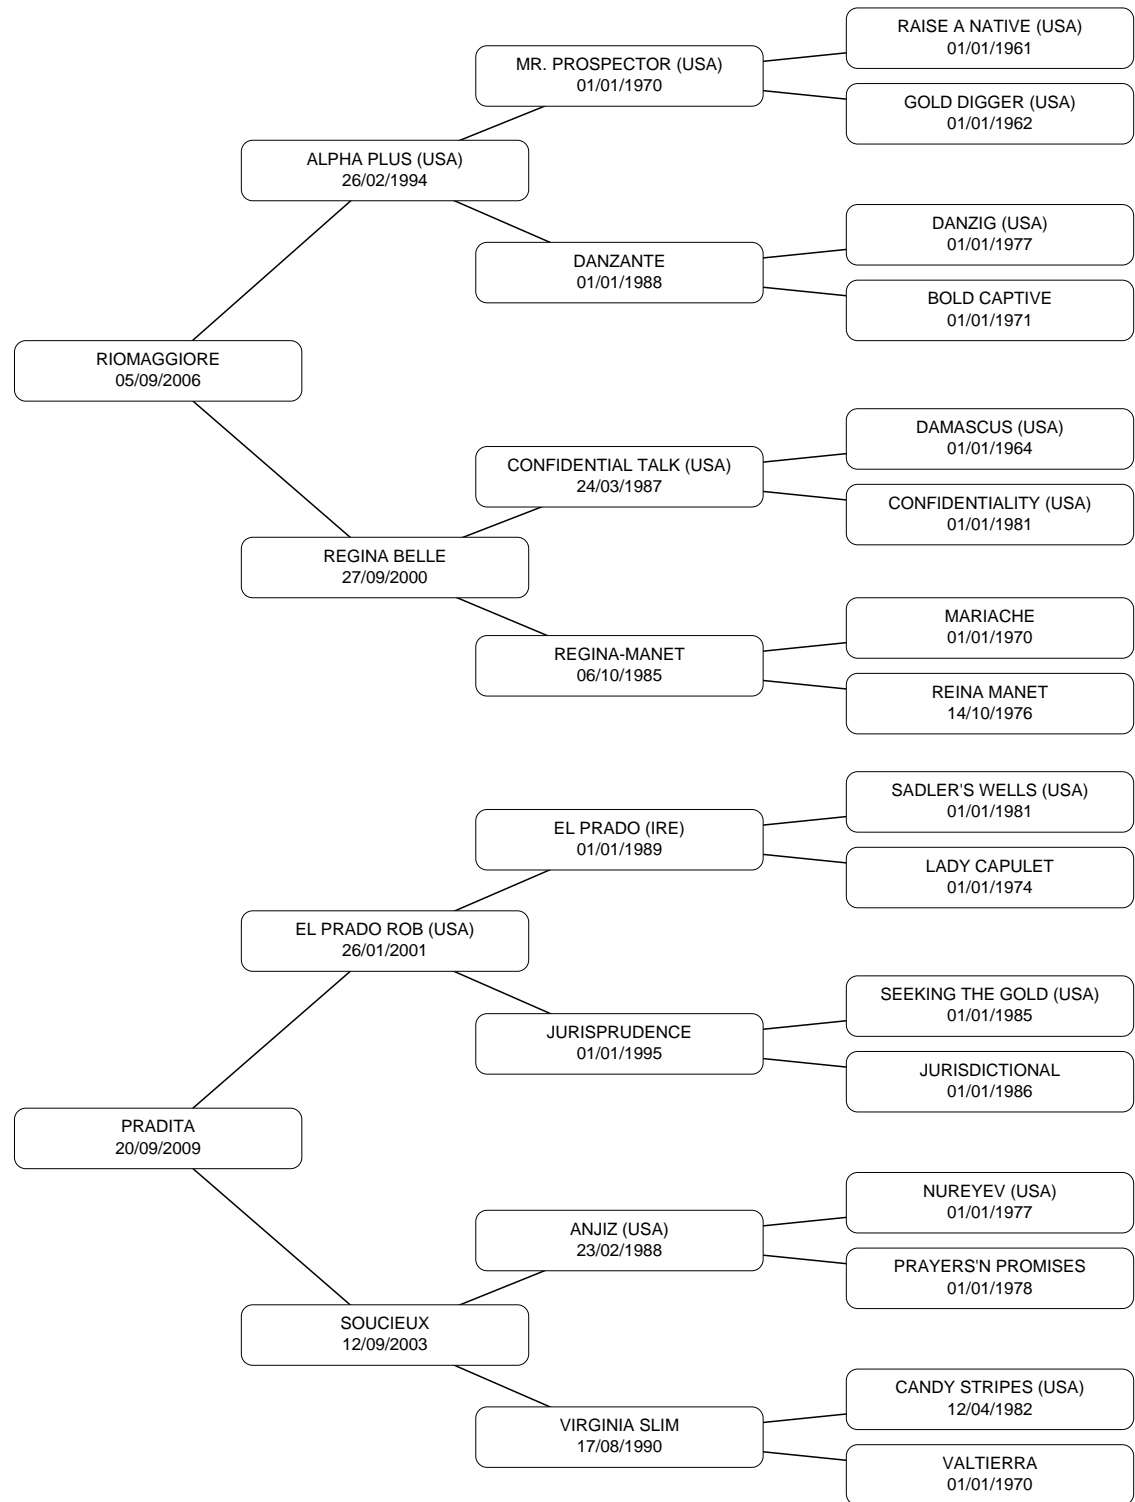 RAISE A NATIVE (USA)
01/01/1961
MR. PROSPECTOR (USA)
01/01/1970
GOLD DIGGER (USA)
01/01/1962
ALPHA PLUS (USA)
26/02/1994
DANZIG (USA)
01/01/1977
DANZANTE
01/01/1988
BOLD CAPTIVE
01/01/1971
RIOMAGGIORE
05/09/2006
DAMASCUS (USA)
01/01/1964
CONFIDENTIAL TALK (USA)
24/03/1987
CONFIDENTIALITY (USA)
01/01/1981
REGINA BELLE
27/09/2000
MARIACHE
01/01/1970
REGINA-MANET
06/10/1985
REINA MANET
14/10/1976
SADLER'S WELLS (USA)
01/01/1981
EL PRADO (IRE)
01/01/1989
LADY CAPULET
01/01/1974
EL PRADO ROB (USA)
26/01/2001
SEEKING THE GOLD (USA)
01/01/1985
JURISPRUDENCE
01/01/1995
JURISDICTIONAL
01/01/1986
PRADITA
20/09/2009
NUREYEV (USA)
01/01/1977
ANJIZ (USA)
23/02/1988
PRAYERS'N PROMISES
01/01/1978
SOUCIEUX
12/09/2003
CANDY STRIPES (USA)
12/04/1982
VIRGINIA SLIM
17/08/1990
VALTIERRA
01/01/1970